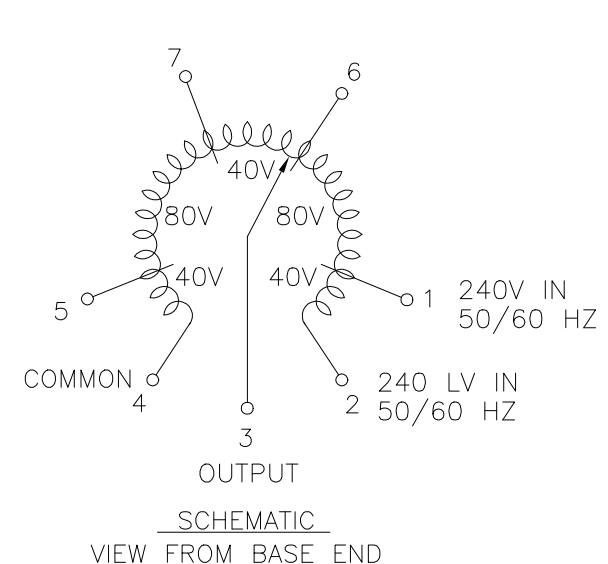 7
6
40V
80V
80V
40V
40V
5
1
240V IN
50/60 HZ
COMMON
4
2
240 LV IN
50/60 HZ
3
OUTPUT
SCHEMATIC
VIEW FROM BASE END